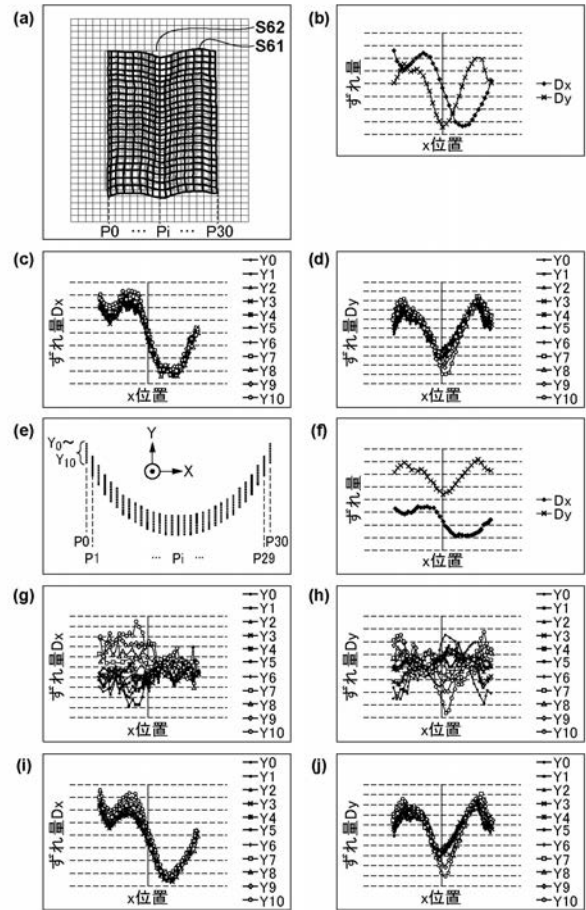 (a)
S62
S61
P0 … Pi … P30
(b)
ずれ量
x位置
Dx
Dy
(c)
ずれ量Dx
x位置
Y0
Y1
Y2
Y3
Y4
Y5
Y6
Y7
Y8
Y9
Y10
(d)
ずれ量Dy
x位置
Y0
Y1
Y2
Y3
Y4
Y5
Y6
Y7
Y8
Y9
Y10
(e)
Y
X
Y0～
Y10
P0
P1
… Pi …
P29
P30
(f)
ずれ量
x位置
Dx
Dy
(g)
ずれ量Dx
x位置
Y0
Y1
Y2
Y3
Y4
Y5
Y6
Y7
Y8
Y9
Y10
(h)
ずれ量Dy
x位置
Y0
Y1
Y2
Y3
Y4
Y5
Y6
Y7
Y8
Y9
Y10
(i)
ずれ量Dx
x位置
Y0
Y1
Y2
Y3
Y4
Y5
Y6
Y7
Y8
Y9
Y10
(j)
ずれ量Dy
x位置
Y0
Y1
Y2
Y3
Y4
Y5
Y6
Y7
Y8
Y9
Y10